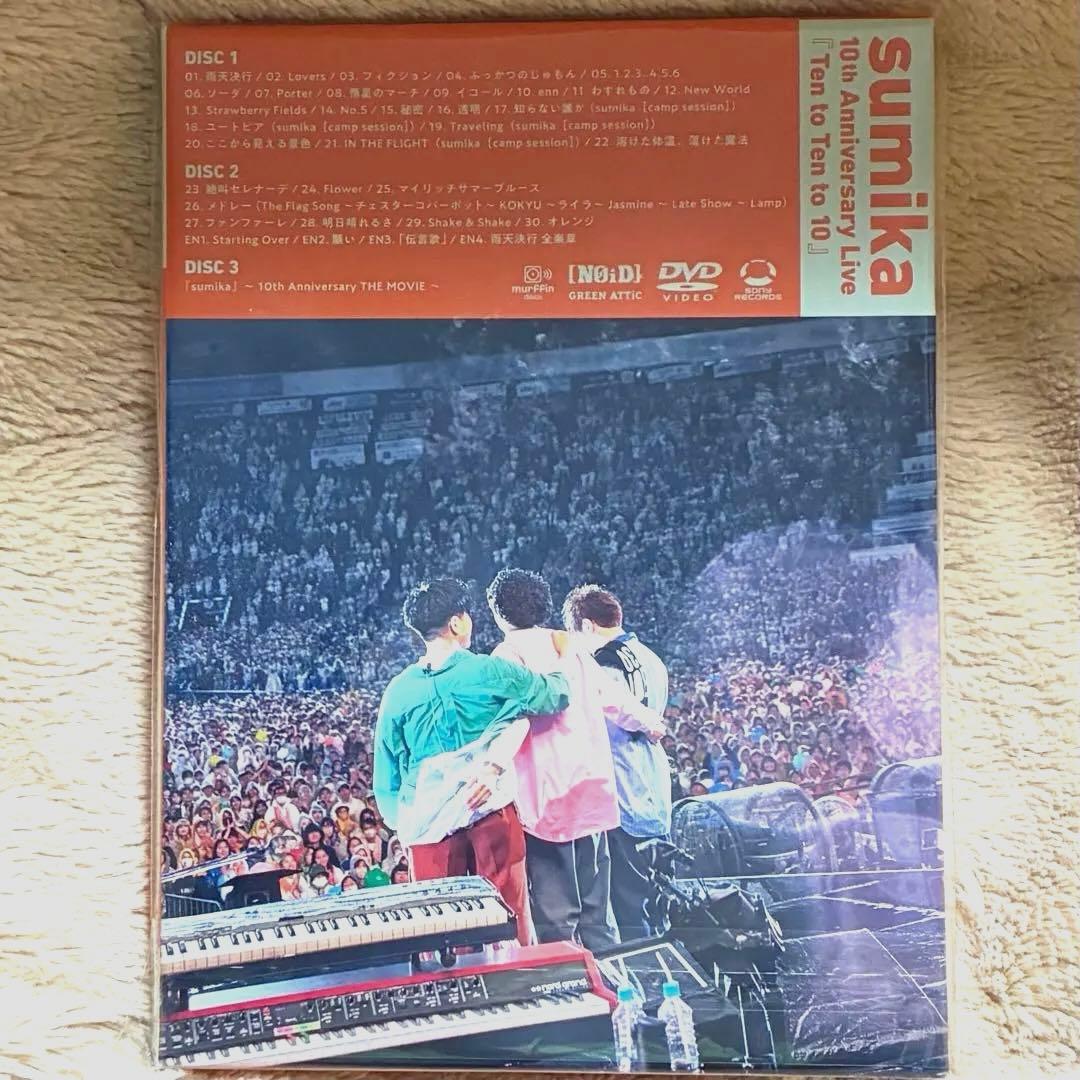 DISC 1
01. 雨天決行 / 02. Lovers / 03. フィクション / 04. ふっかつのじゅもん / 05. 1.2.3..4.5.6
06. ソーダ / 07. Porter / 08. 彗星のマーチ / 09. イコール / 10. enn / 11. わすれもの / 12. New World
13. Strawberry Fields / 14. No.5 / 15. 秘密 / 16. 透明 / 17. 知らない誰か (sumika [camp session])
18. ユートピア (sumika [camp session]) / 19. Traveling (sumika [camp session])
20. ここから見える景色 / 21. IN THE FLIGHT (sumika [camp session]) / 22. 溶けた体温、蕩けた魔法
DISC 2
23. 絶叫セレナーデ / 24. Flower / 25. マイリッチサマーブルース
26. メドレー (The Flag Song ～ チェスターコパーポット ～ KOKYU ～ ライラ ～ Jasmine ～ Late Show ～ Lamp)
27. ファンファーレ / 28. 明日晴れるさ / 29. Shake & Shake / 30. オレンジ
EN1. Starting Over / EN2. 願い / EN3. 「伝言歌」 / EN4. 雨天決行 全楽章
DISC 3
「sumika」 ～ 10th Anniversary THE MOVIE ～
murffin
discs
[NØiD]
GREEN ATTiC
DVD
VIDEO
SONY
RECORDS
sumika
10th Anniversary Live
『Ten to Ten to 10』